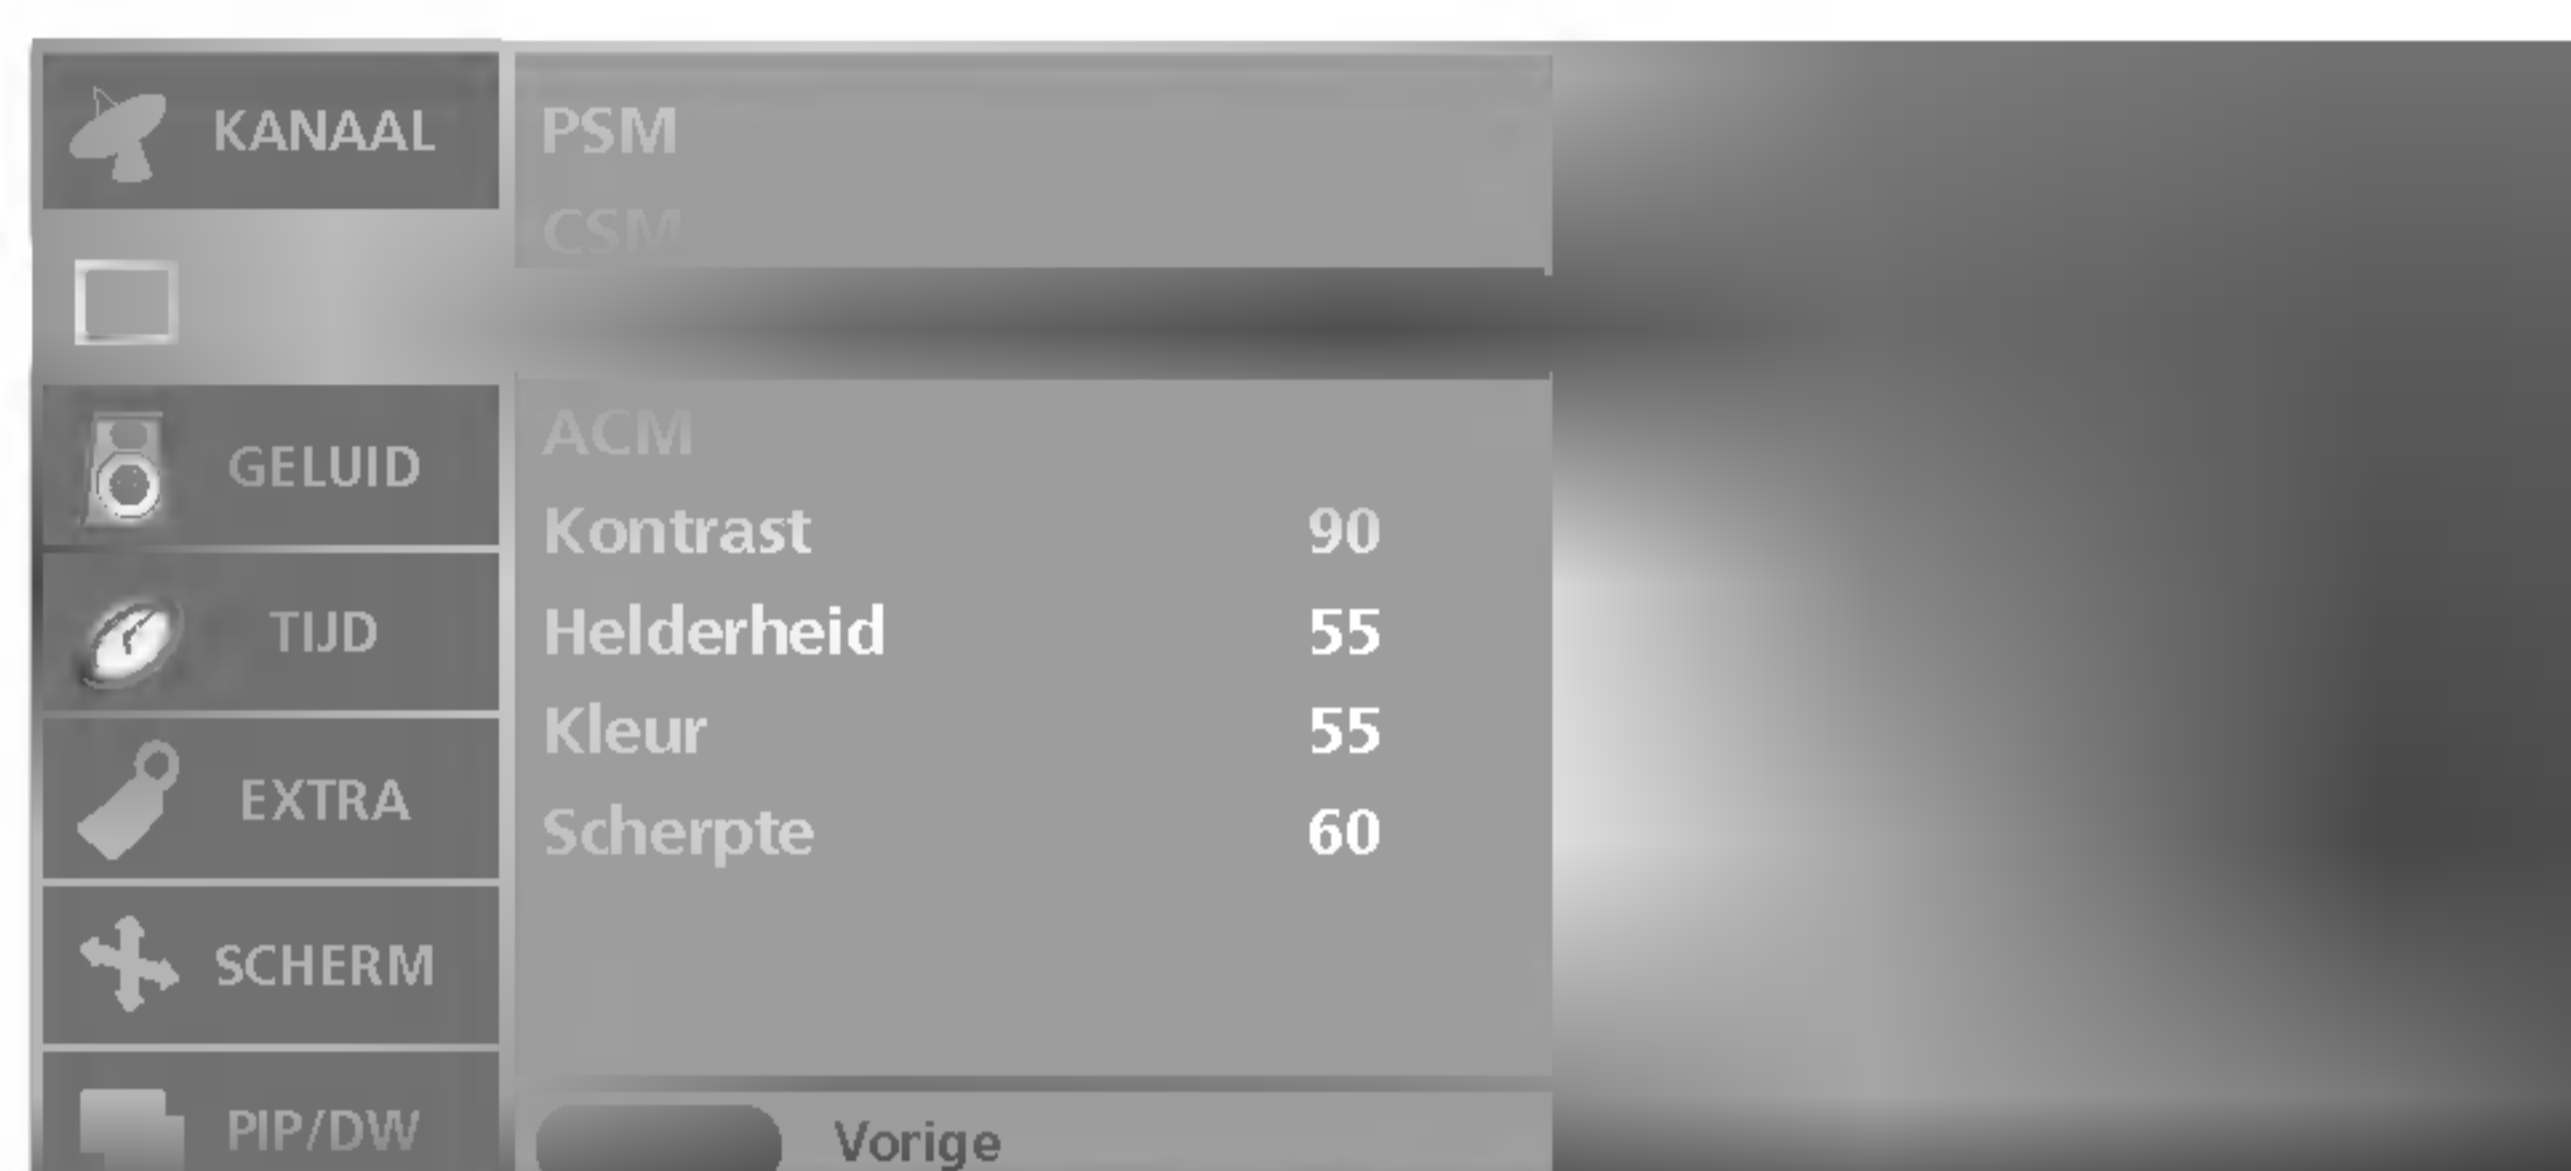 KANAAL
GELUID
TIJD
EXTRA
SCHERM
PIP/DW
PSM
CSM
ACM
Kontrast 90
Helderheid 55
Kleur 55
Scherpte 60
Vorige